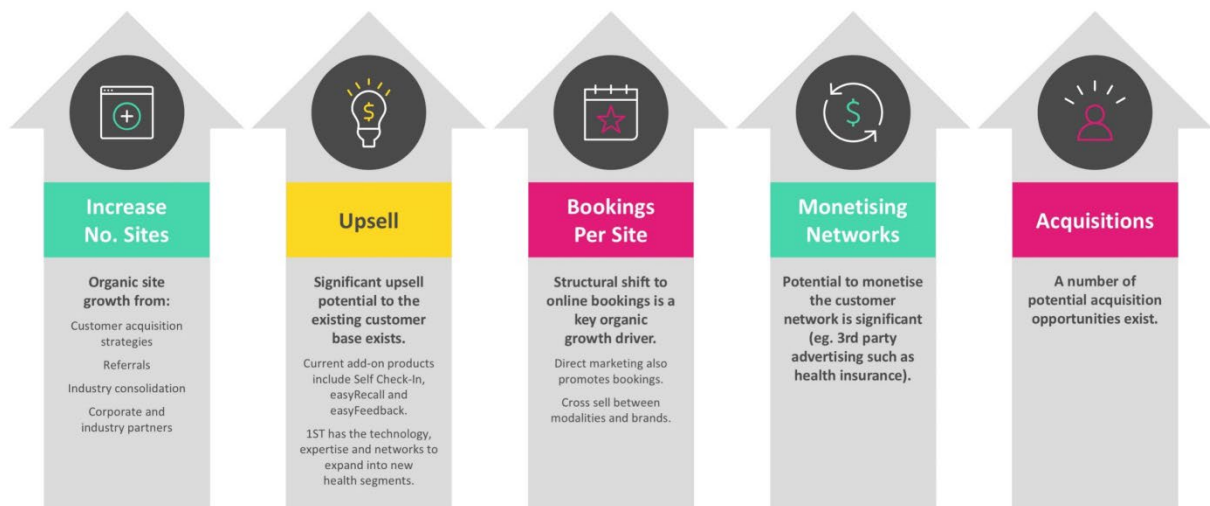 Increase
No. Sites
Organic site
growth from:
Customer acquisition
strategies
Referrals
Industry consolidation
Corporate and
industry partners
$
Upsell
Significant upsell
potential to the
existing customer
base exists.
Current add-on products
include Self Check-In,
easyRecall and
easyFeedback.
1ST has the technology,
expertise and networks to
expand into new
health segments.
Bookings
Per Site
Structural shift to
online bookings is a
key organic
growth driver.
Direct marketing also
promotes bookings.
Cross sell between
modalities and brands.
$
Monetising
Networks
Potential to monetise
the customer
network is significant
(eg. 3rd party
advertising such as
health insurance).
Acquisitions
A number of
potential acquisition
opportunities exist.